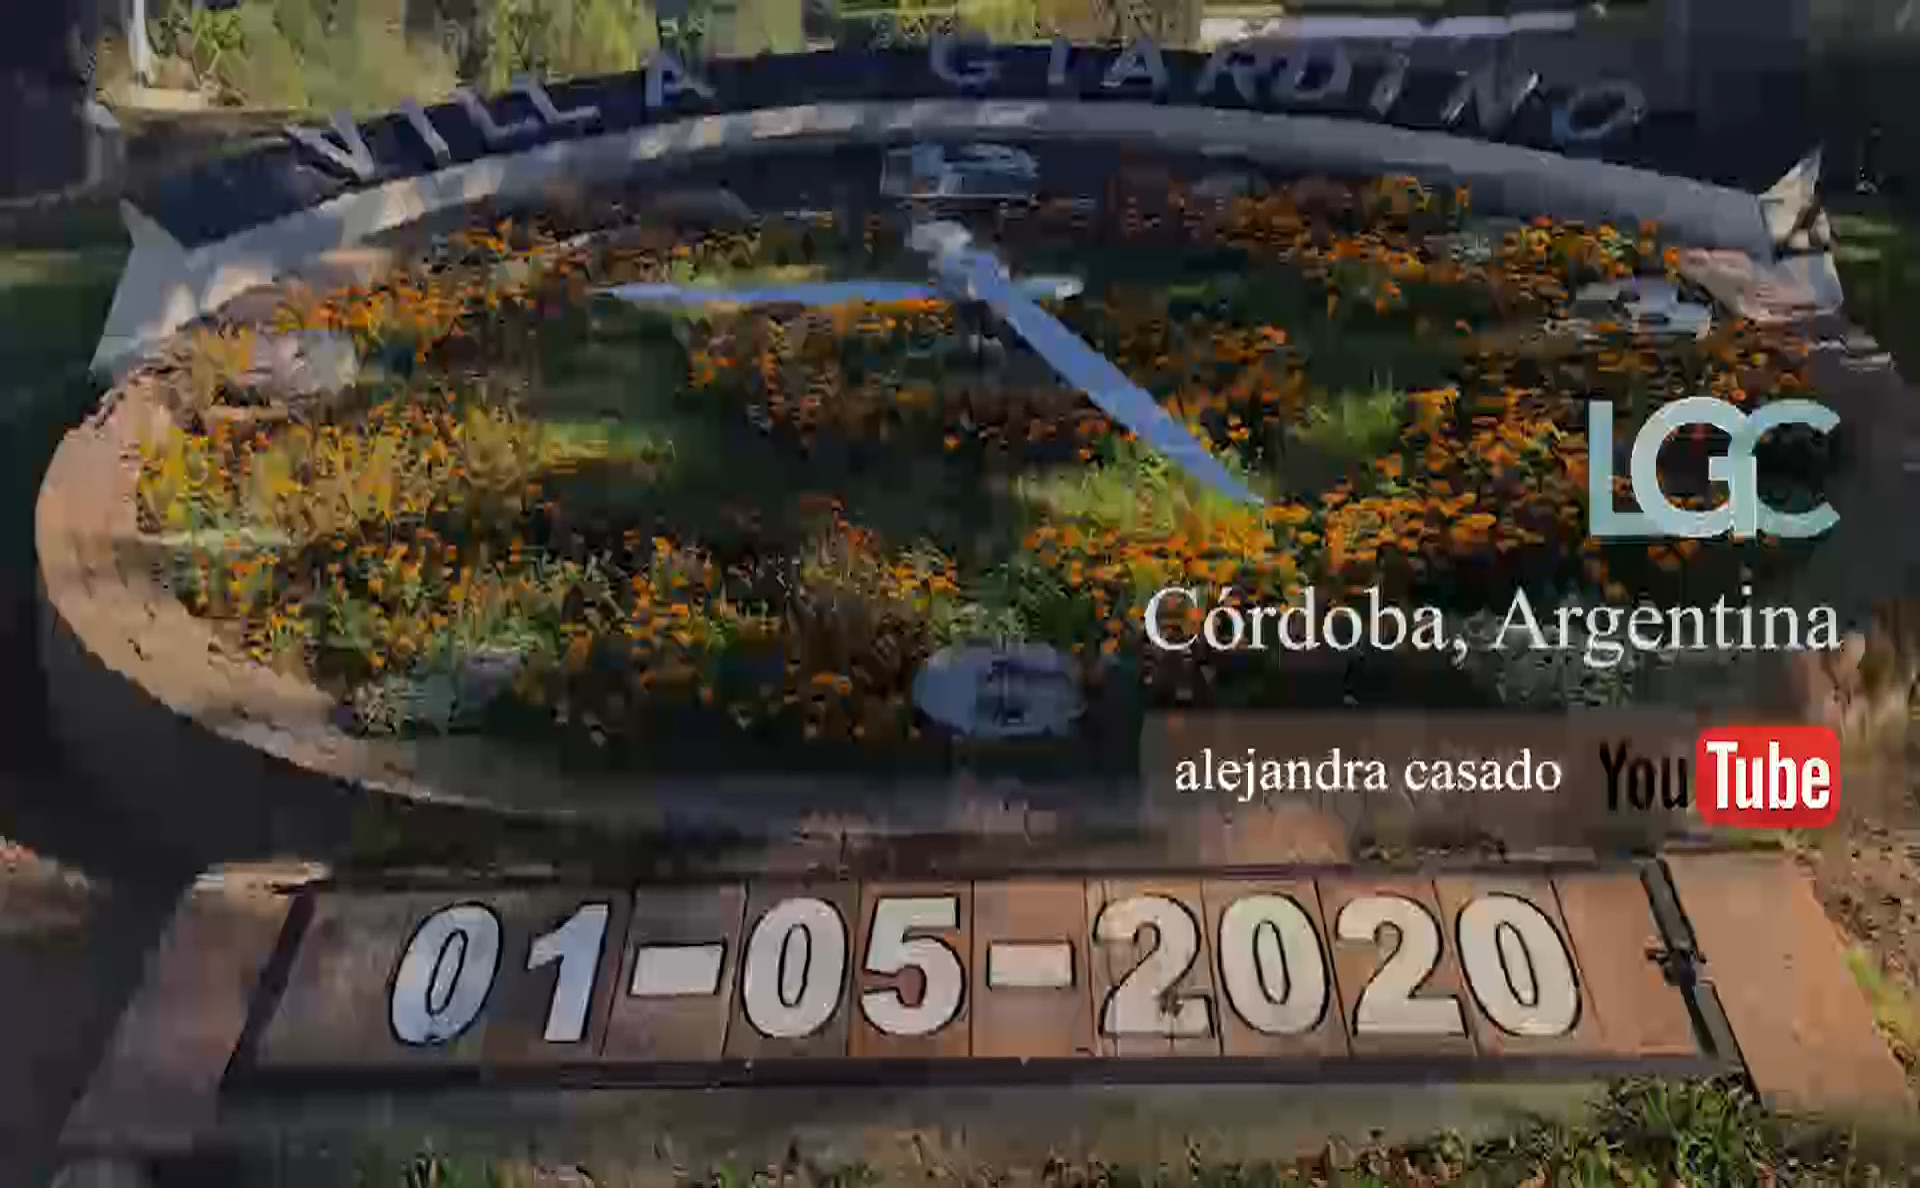 VILLA GIARDINO
LGC
Córdoba, Argentina
alejandra casado YouTube
01-05-2020